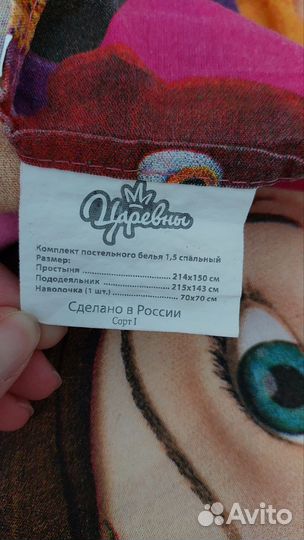 Царевны
Комплект постельного белья 1,5 спальный
Размер:
Простыня 214х150 см
Пододеяльник 215х143 см
Наволочка (1 шт.) 70х70 см
Сделано в России
Сорт I
Avito